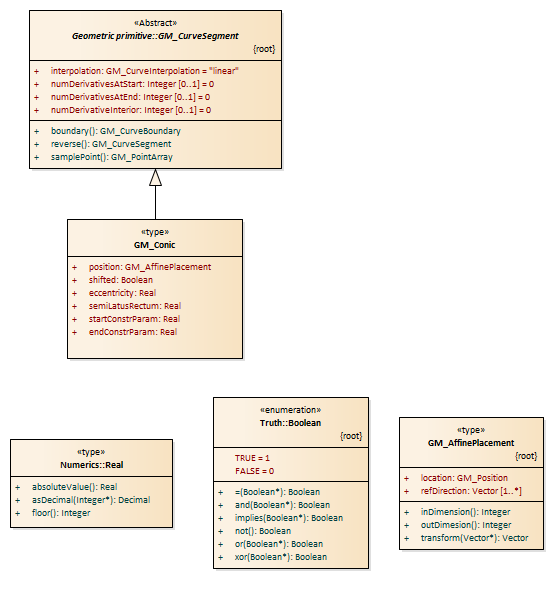 «Abstract»
Geometric primitive::GM_CurveSegment
{root}
+ interpolation: GM_CurveInterpolation = "linear"
+ numDerivativesAtStart: Integer [0..1] = 0
+ numDerivativesAtEnd: Integer [0..1] = 0
+ numDerivativeInterior: Integer [0..1] = 0
+ boundary(): GM_CurveBoundary
+ reverse(): GM_CurveSegment
+ samplePoint(): GM_PointArray
«type»
GM_Conic
+ position: GM_AffinePlacement
+ shifted: Boolean
+ eccentricity: Real
+ semiLatusRectum: Real
+ startConstrParam: Real
+ endConstrParam: Real
«type»
Numerics::Real
+ absoluteValue(): Real
+ asDecimal(Integer*): Decimal
+ floor(): Integer
«enumeration»
Truth::Boolean
{root}
TRUE = 1
FALSE = 0
+ =(Boolean*): Boolean
+ and(Boolean*): Boolean
+ implies(Boolean*): Boolean
+ not(): Boolean
+ or(Boolean*): Boolean
+ xor(Boolean*): Boolean
«type»
GM_AffinePlacement
{root}
+ location: GM_Position
+ refDirection: Vector [1..*]
+ inDimension(): Integer
+ outDimesion(): Integer
+ transform(Vector*): Vector